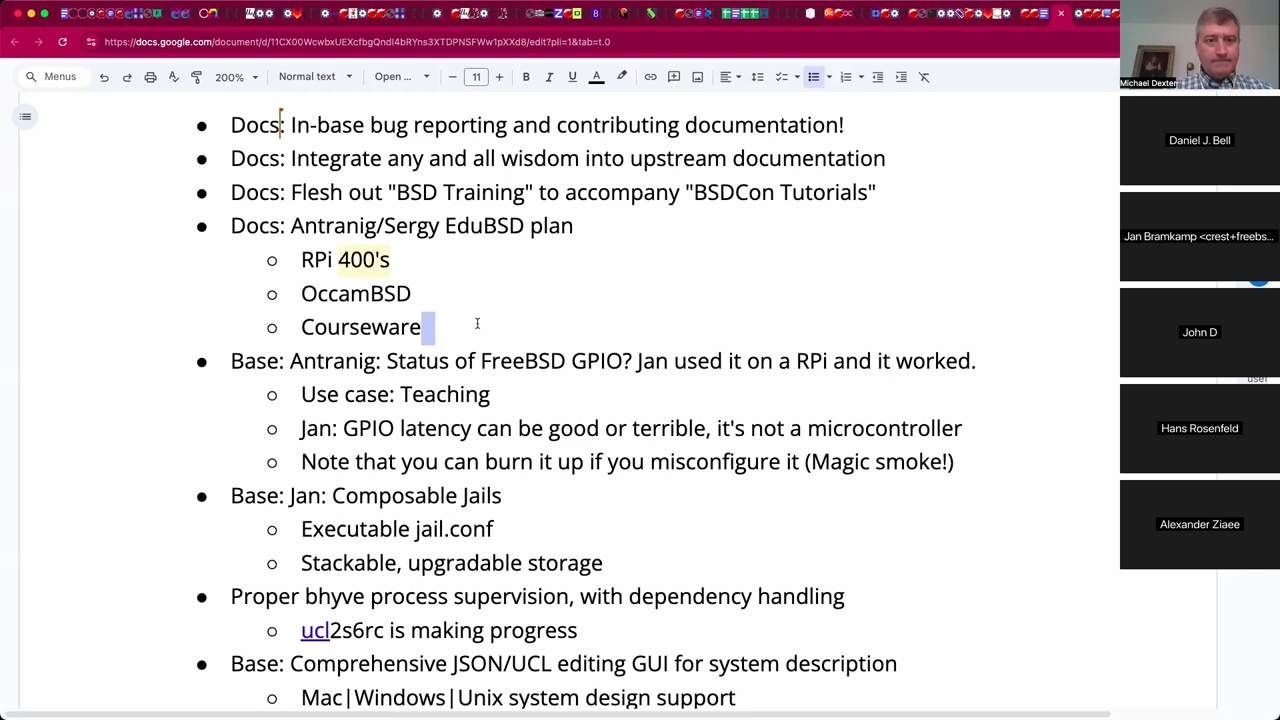 https://docs.google.com/document/d/11CX00WcwbxUEXcfbgQndl4bRYns3XTDPNSFWw1pXXd8/edit?pli=1&tab=t.0
Menus
200%
Normal text
Open ...
11
Docs: In-base bug reporting and contributing documentation!
Docs: Integrate any and all wisdom into upstream documentation
Docs: Flesh out "BSD Training" to accompany "BSDCon Tutorials"
Docs: Antranig/Sergy EduBSD plan
RPi 400's
OccamBSD
Courseware
Base: Antranig: Status of FreeBSD GPIO? Jan used it on a RPi and it worked.
Use case: Teaching
Jan: GPIO latency can be good or terrible, it's not a microcontroller
Note that you can burn it up if you misconfigure it (Magic smoke!)
Base: Jan: Composable Jails
Executable jail.conf
Stackable, upgradable storage
Proper bhyve process supervision, with dependency handling
ucl2s6rc is making progress
Base: Comprehensive JSON/UCL editing GUI for system description
Mac|Windows|Unix system design support
Michael Dexter
Daniel J. Bell
Jan Bramkamp <crest+freebs...
John D
Hans Rosenfeld
Alexander Ziaee